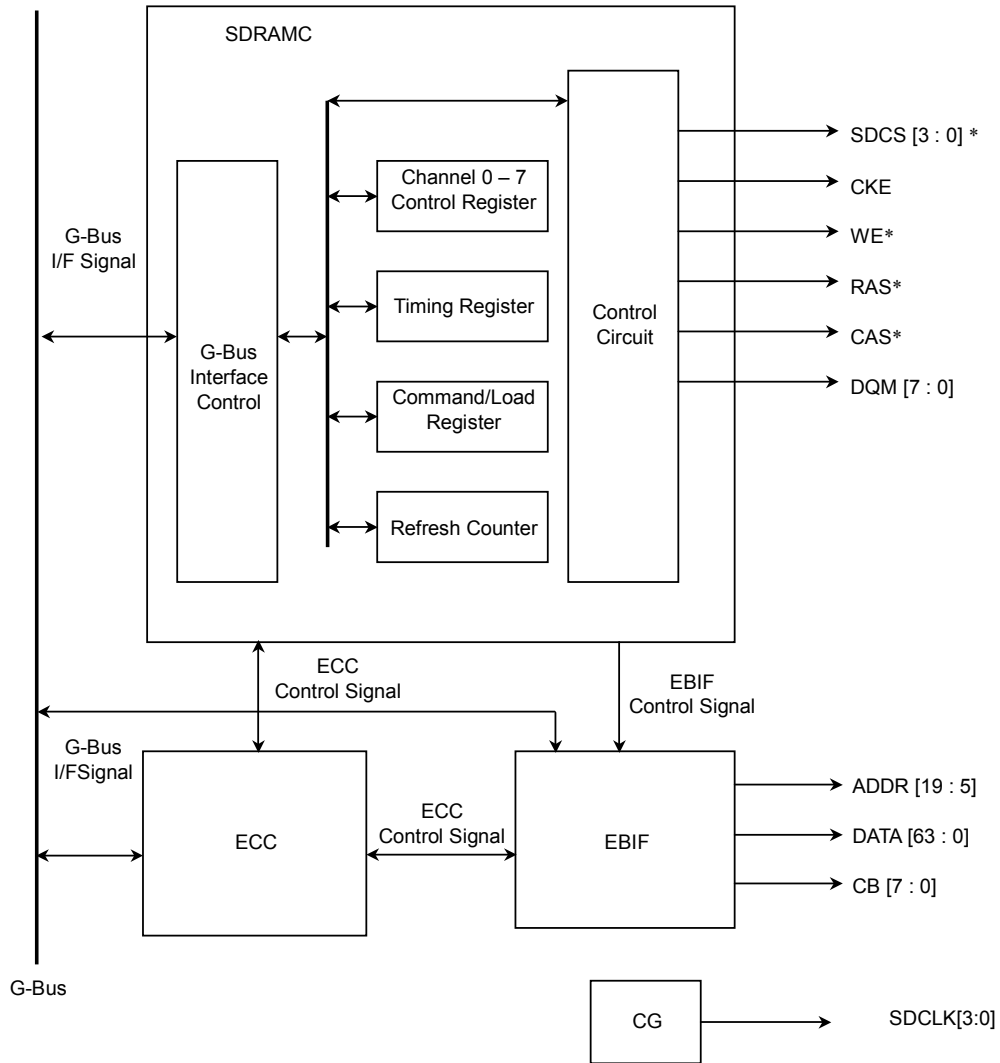 SDRAMC
G-Bus
I/F Signal
G-Bus
Interface
Control
Channel 0 – 7
Control Register
Timing Register
Command/Load
Register
Refresh Counter
Control
Circuit
SDCS [3 : 0] *
CKE
WE*
RAS*
CAS*
DQM [7 : 0]
ECC
Control Signal
EBIF
Control Signal
G-Bus
I/FSignal
ECC
ECC
Control Signal
EBIF
ADDR [19 : 5]
DATA [63 : 0]
CB [7 : 0]
G-Bus
CG
SDCLK[3:0]